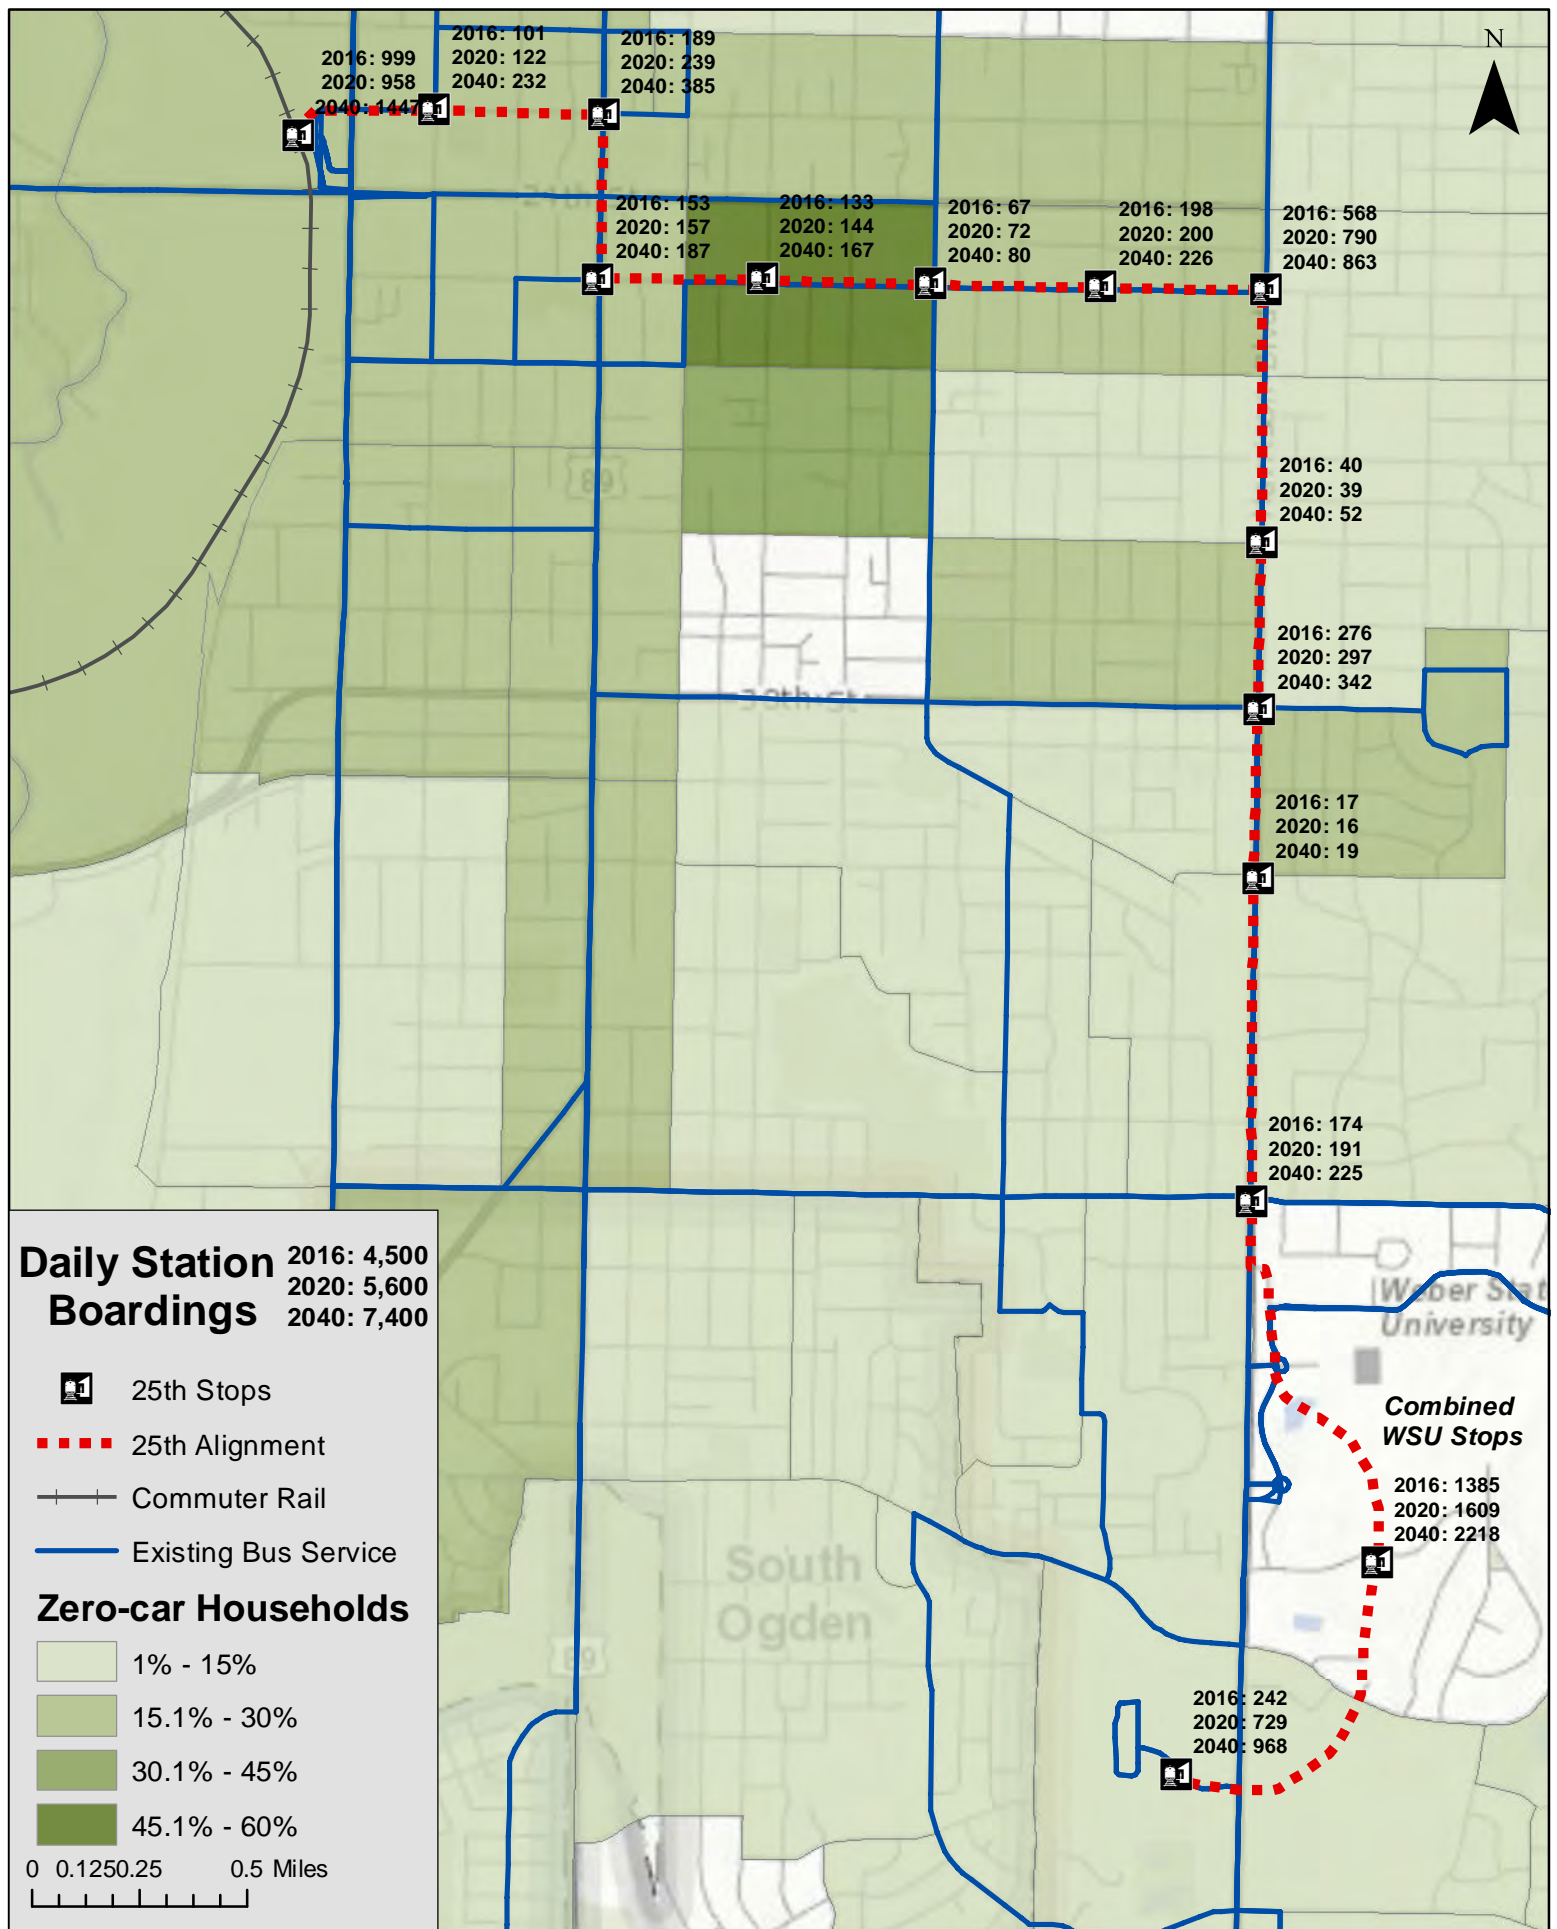 N
2016: 999
2020: 958
2040: 1447
2016: 101
2020: 122
2040: 232
2016: 189
2020: 239
2040: 385
2016: 153
2020: 157
2040: 187
2016: 133
2020: 144
2040: 167
2016: 67
2020: 72
2040: 80
2016: 198
2020: 200
2040: 226
2016: 568
2020: 790
2040: 863
89
2016: 40
2020: 39
2040: 52
2016: 276
2020: 297
2040: 342
2016: 17
2020: 16
2040: 19
2016: 174
2020: 191
2040: 225
Weber Stat
University
Combined
WSU Stops
2016: 1385
2020: 1609
2040: 2218
South
Ogden
89
2016: 242
2020: 729
2040: 968
Daily Station
Boardings
2016: 4,500
2020: 5,600
2040: 7,400
25th Stops
25th Alignment
Commuter Rail
Existing Bus Service
Zero-car Households
1% - 15%
15.1% - 30%
30.1% - 45%
45.1% - 60%
0 0.125 0.25 0.5 Miles